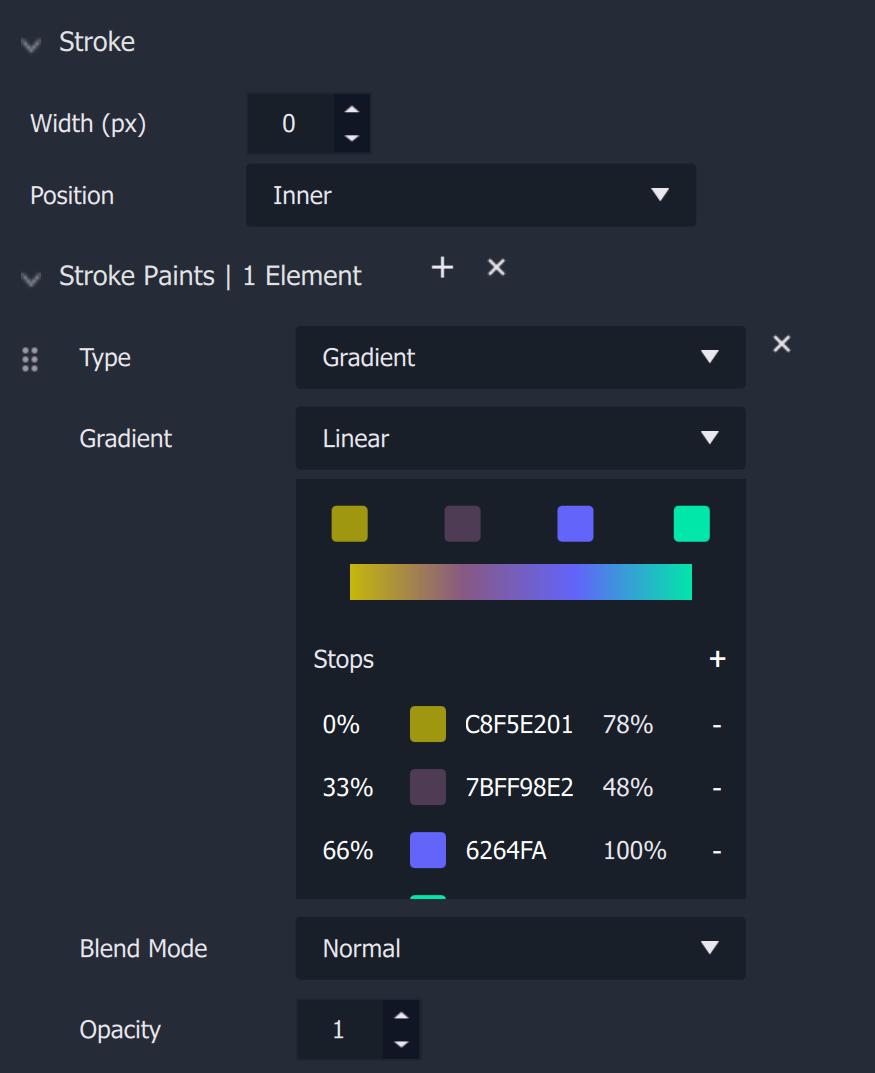 Stroke
Width (px) 0
Position Inner
Stroke Paints | 1 Element
Type Gradient
Gradient Linear
Stops +
0% C8F5E201 78% -
33% 7BFF98E2 48% -
66% 6264FA 100% -
Blend Mode Normal
Opacity 1